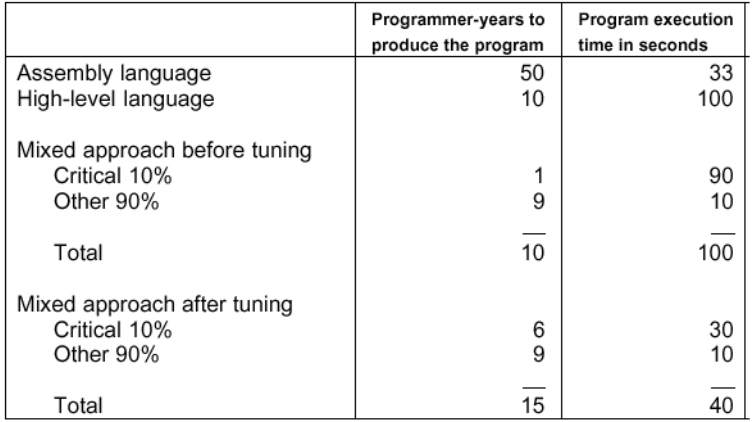 Programmer-years to produce the program Program execution time in seconds
Assembly language 50 33
High-level language 10 100
Mixed approach before tuning
Critical 10% 1 90
Other 90% 9 10
Total 10 100
Mixed approach after tuning
Critical 10% 6 30
Other 90% 9 10
Total 15 40